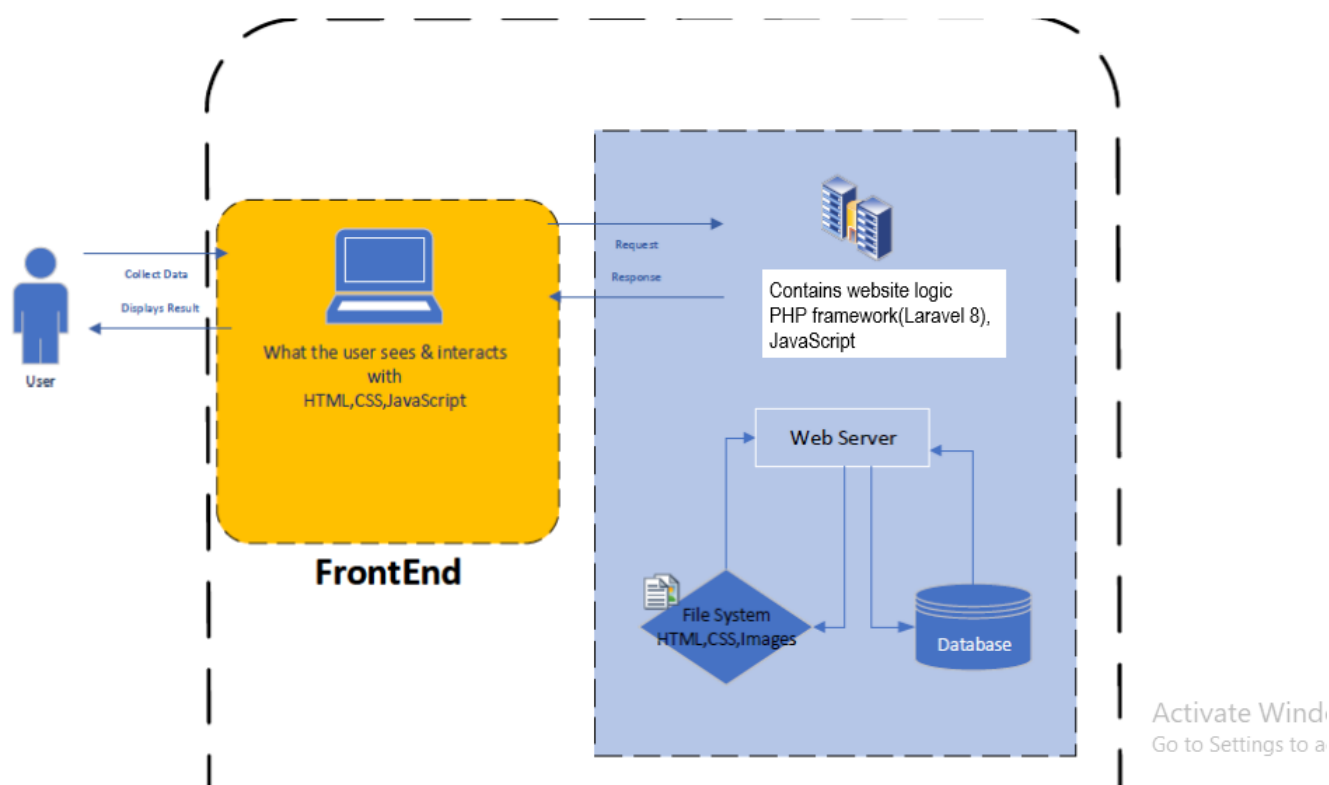 Collect Data
Displays Result
User
What the user sees & interacts
with
HTML,CSS,JavaScript
FrontEnd
Request
Response
Contains website logic
PHP framework(Laravel 8),
JavaScript
Web Server
File System
HTML,CSS,Images
Database
Activate Wind
Go to Settings to a